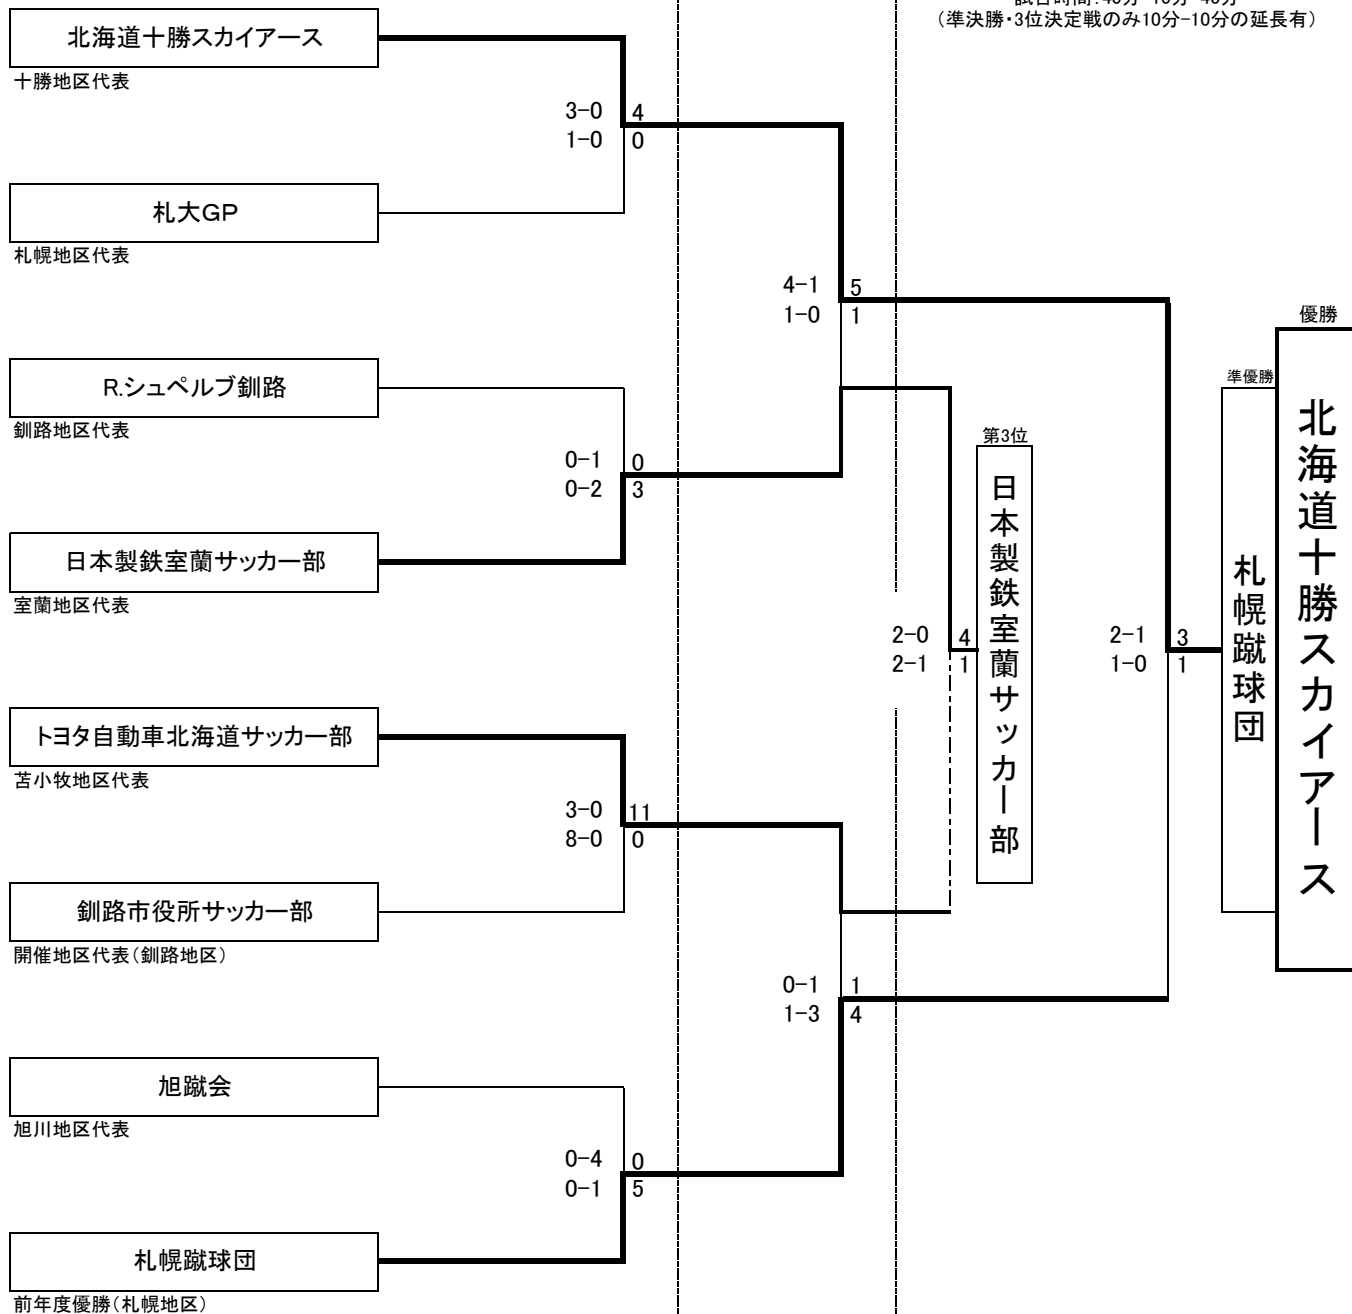 (準決勝・3位決定戦のみ10分-10分の延長有)
北海道十勝スカイアース
十勝地区代表
3-0 4
1-0 0
札大GP
札幌地区代表
4-1 5
1-0 1
優勝
R.シュペルブ釧路
釧路地区代表
準優勝
第3位
0-1 0
0-2 3
日本製鉄室蘭サッカー部
室蘭地区代表
日本製鉄室蘭サッカー部
札幌蹴球団
北海道十勝スカイアース
2-0 4
2-1 1
2-1 3
1-0 1
トヨタ自動車北海道サッカー部
苫小牧地区代表
3-0 11
8-0 0
釧路市役所サッカー部
開催地区代表(釧路地区)
0-1 1
1-3 4
旭蹴会
旭川地区代表
0-4 0
0-1 5
札幌蹴球団
前年度優勝(札幌地区)